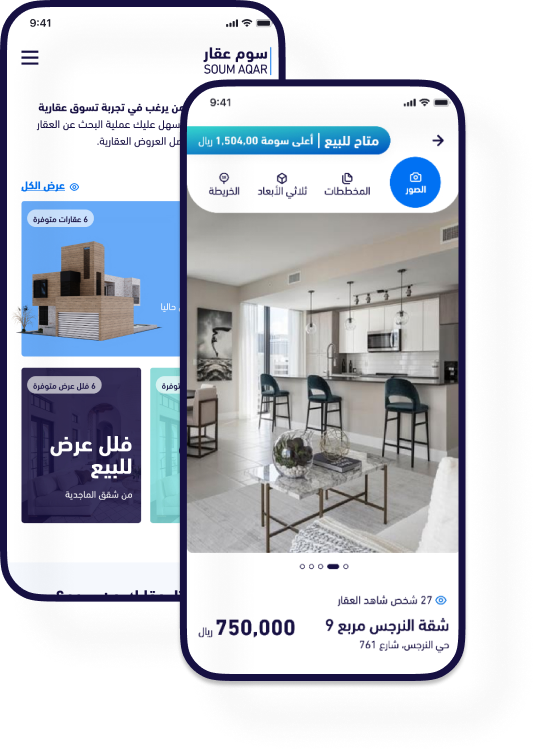 9:41
سوم عقار
SOUM AQAR
من يرغب في تجربة تسوق عقارية
سهل عليك عملية البحث عن العقار
العروض العقارية.
عرض الكل
6 عقارات متوفرة
حاليا
6 فلل عرض متوفرة
فلل عرض
للبيع
من شقق الماجدية
9:41
متاح للبيع | أعلى سومة 1,504,00 ريال
الصور
المخططات
ثلاثي الأبعاد
الخريطة
27 شخص شاهد العقار
شقة النرجس مربع 9
750,000 ريال
حي النرجس، شارع 761